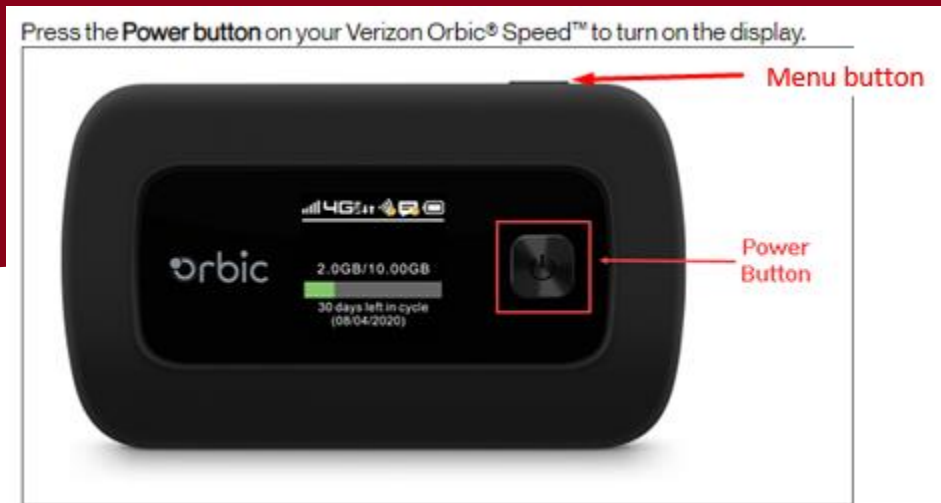 Press the Power button on your Verizon Orbic® Speed™ to turn on the display.
Menu button
4G
orbic
2.0GB/10.00GB
30 days left in cycle
(08/04/2020)
Power
Button